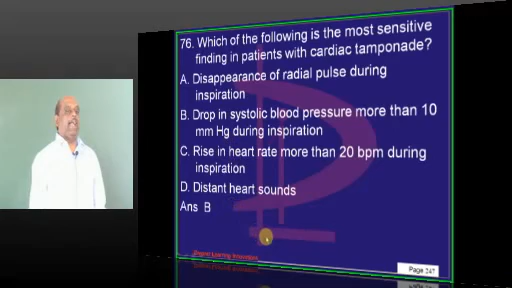 76. Which of the following is the most sensitive
finding in patients with cardiac tamponade?
A. Disappearance of radial pulse during
inspiration
B. Drop in systolic blood pressure more than 10
mm Hg during inspiration
C. Rise in heart rate more than 20 bpm during
inspiration
D. Distant heart sounds
Ans B
Page 247